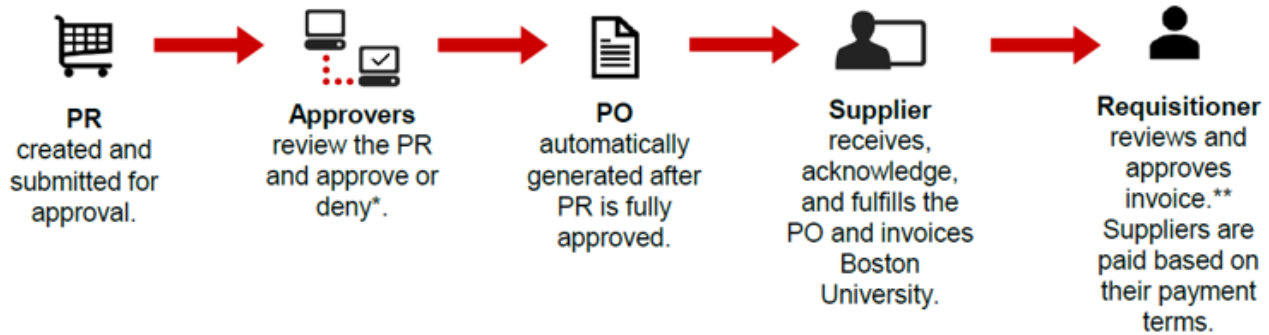 PR
created and
submitted for
approval.
Approvers
review the PR
and approve or
deny*.
PO
automatically
generated after
PR is fully
approved.
Supplier
receives,
acknowledge,
and fulfills the
PO and invoices
Boston
University.
Requisitioner
reviews and
approves
invoice.**
Suppliers are
paid based on
their payment
terms.